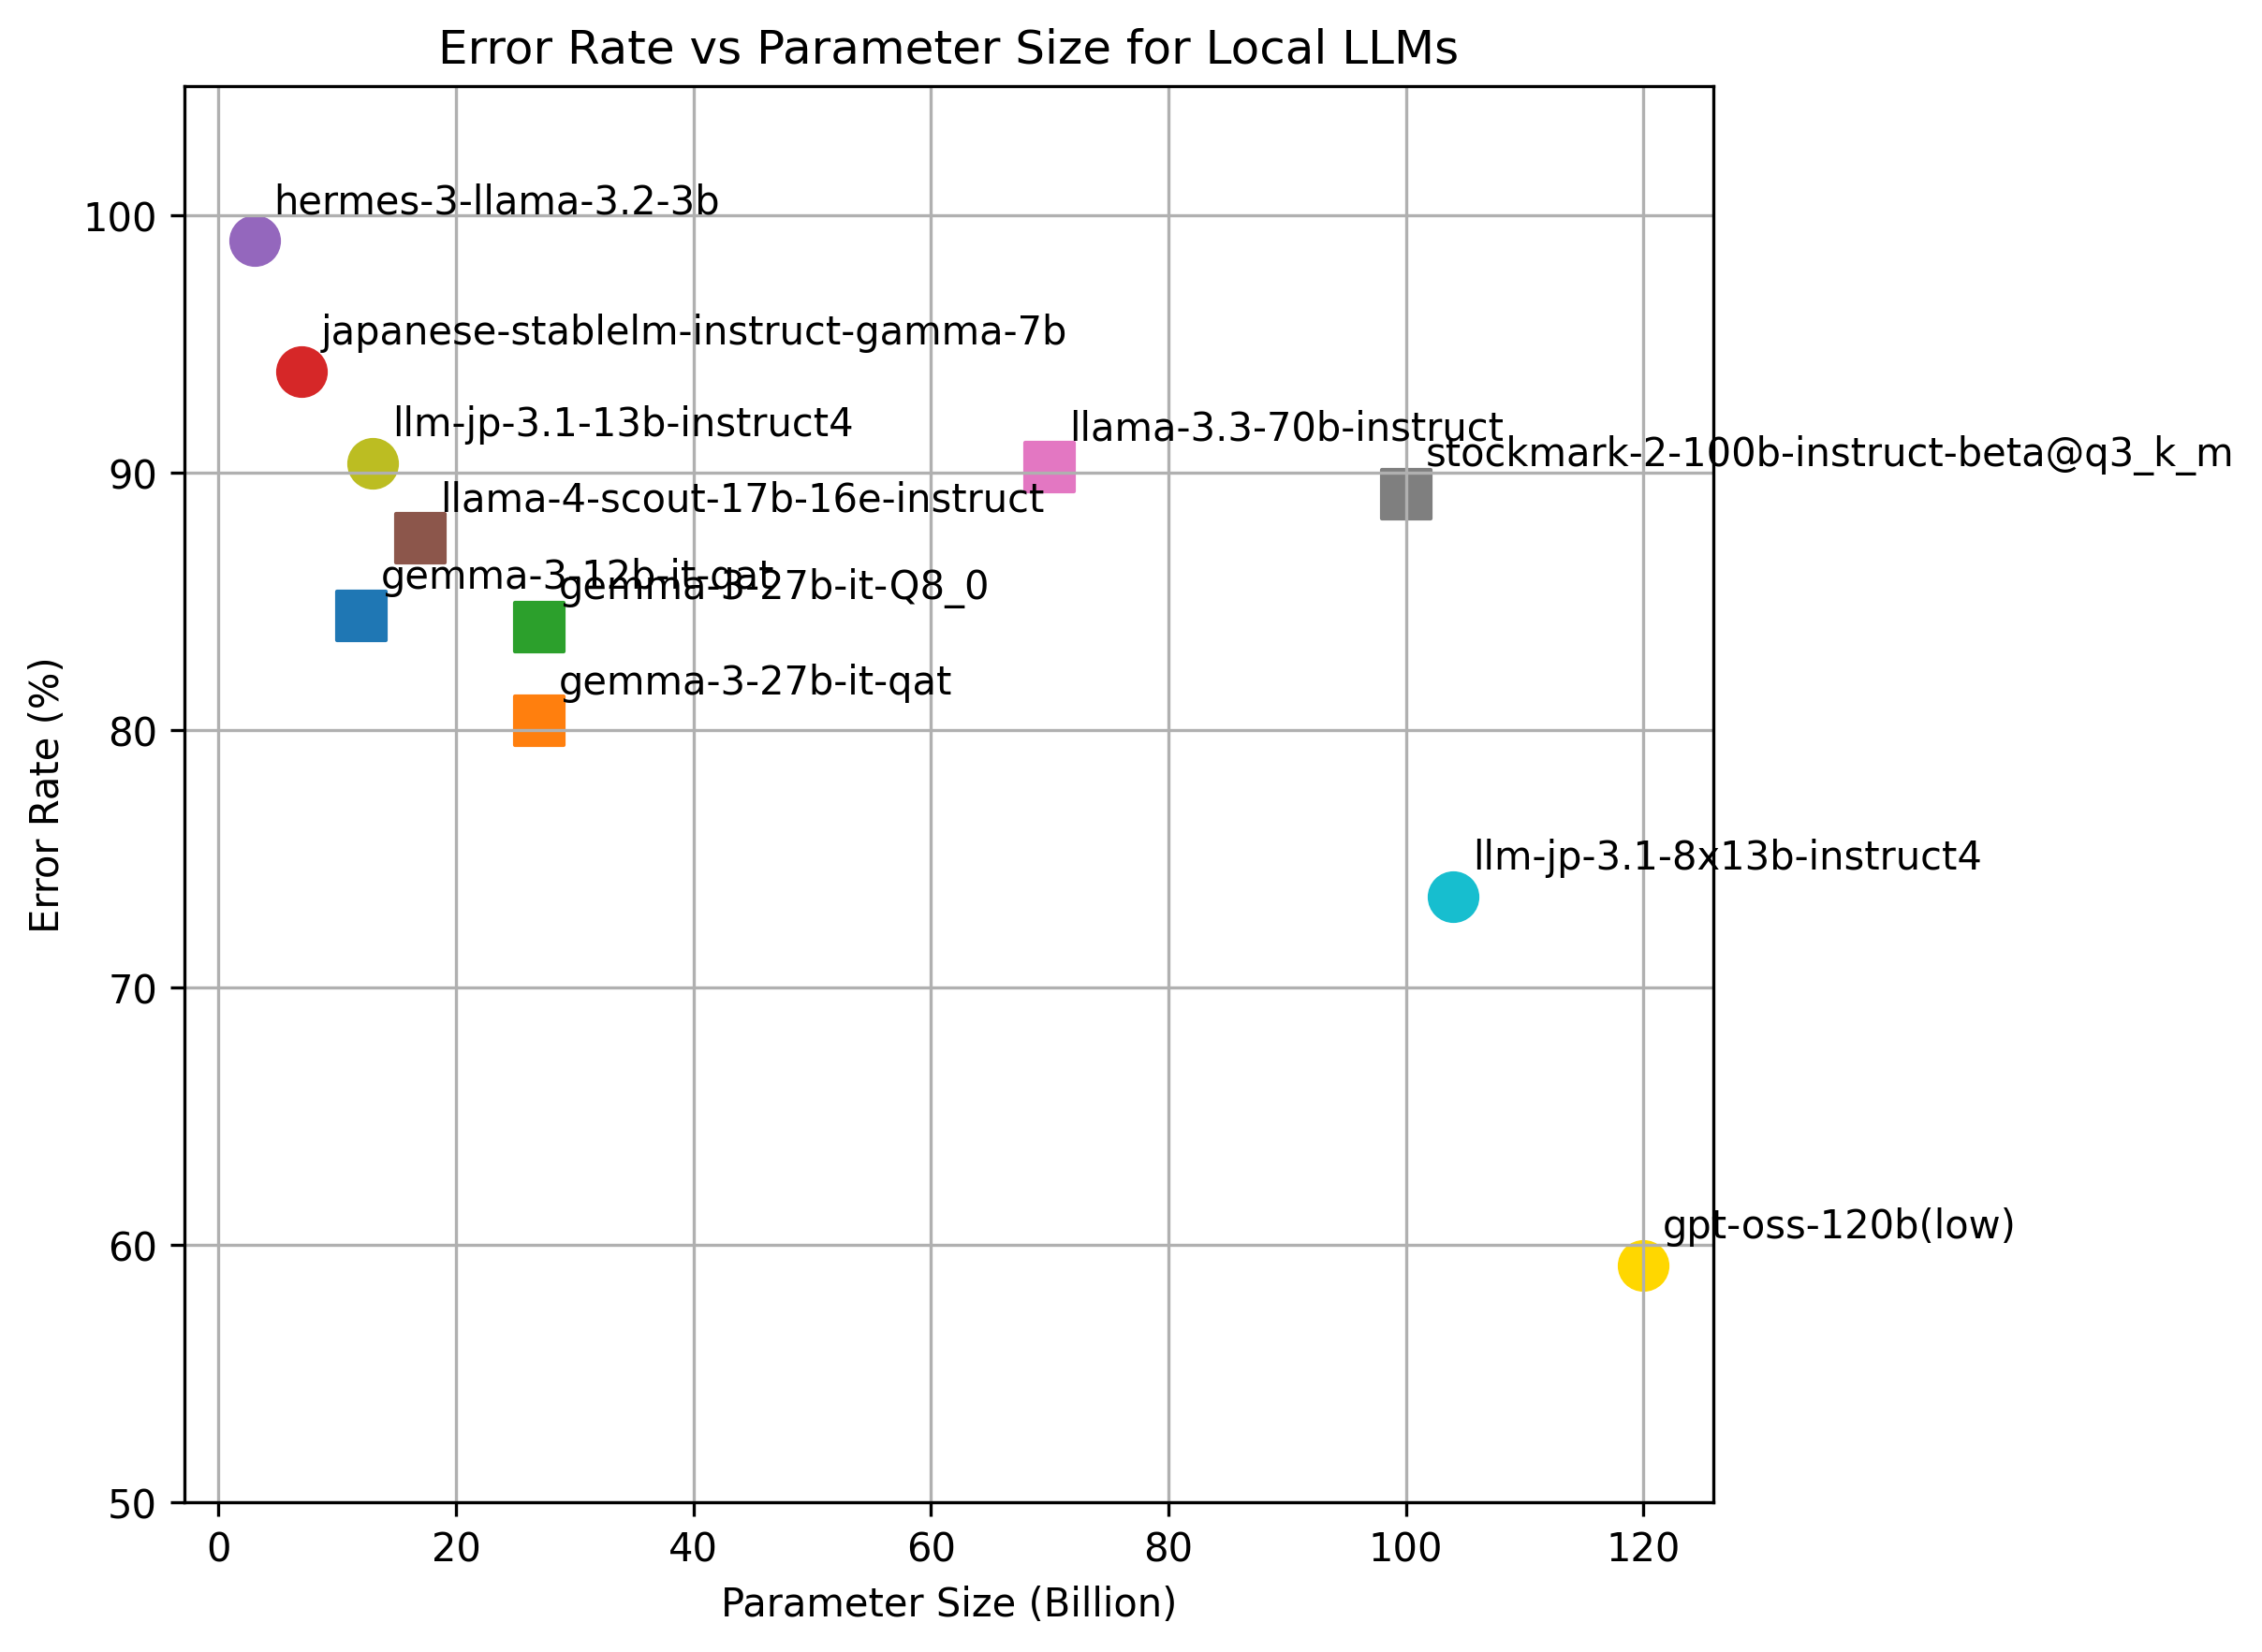 Error Rate vs Parameter Size for Local LLMs
hermes-3-llama-3.2-3b
100
japanese-stablelm-instruct-gamma-7b
llm-jp-3.1-13b-instruct4
llama-3.3-70b-instruct
stockmark-2-100b-instruct-beta@q3_k_m
90
llama-4-scout-17b-16e-instruct
gemma-3-12b-it-qat
gemma-3-27b-it-Q8_0
gemma-3-27b-it-qat
80
Error Rate (%)
llm-jp-3.1-8x13b-instruct4
70
gpt-oss-120b(low)
60
50
0 20 40 60 80 100 120
Parameter Size (Billion)